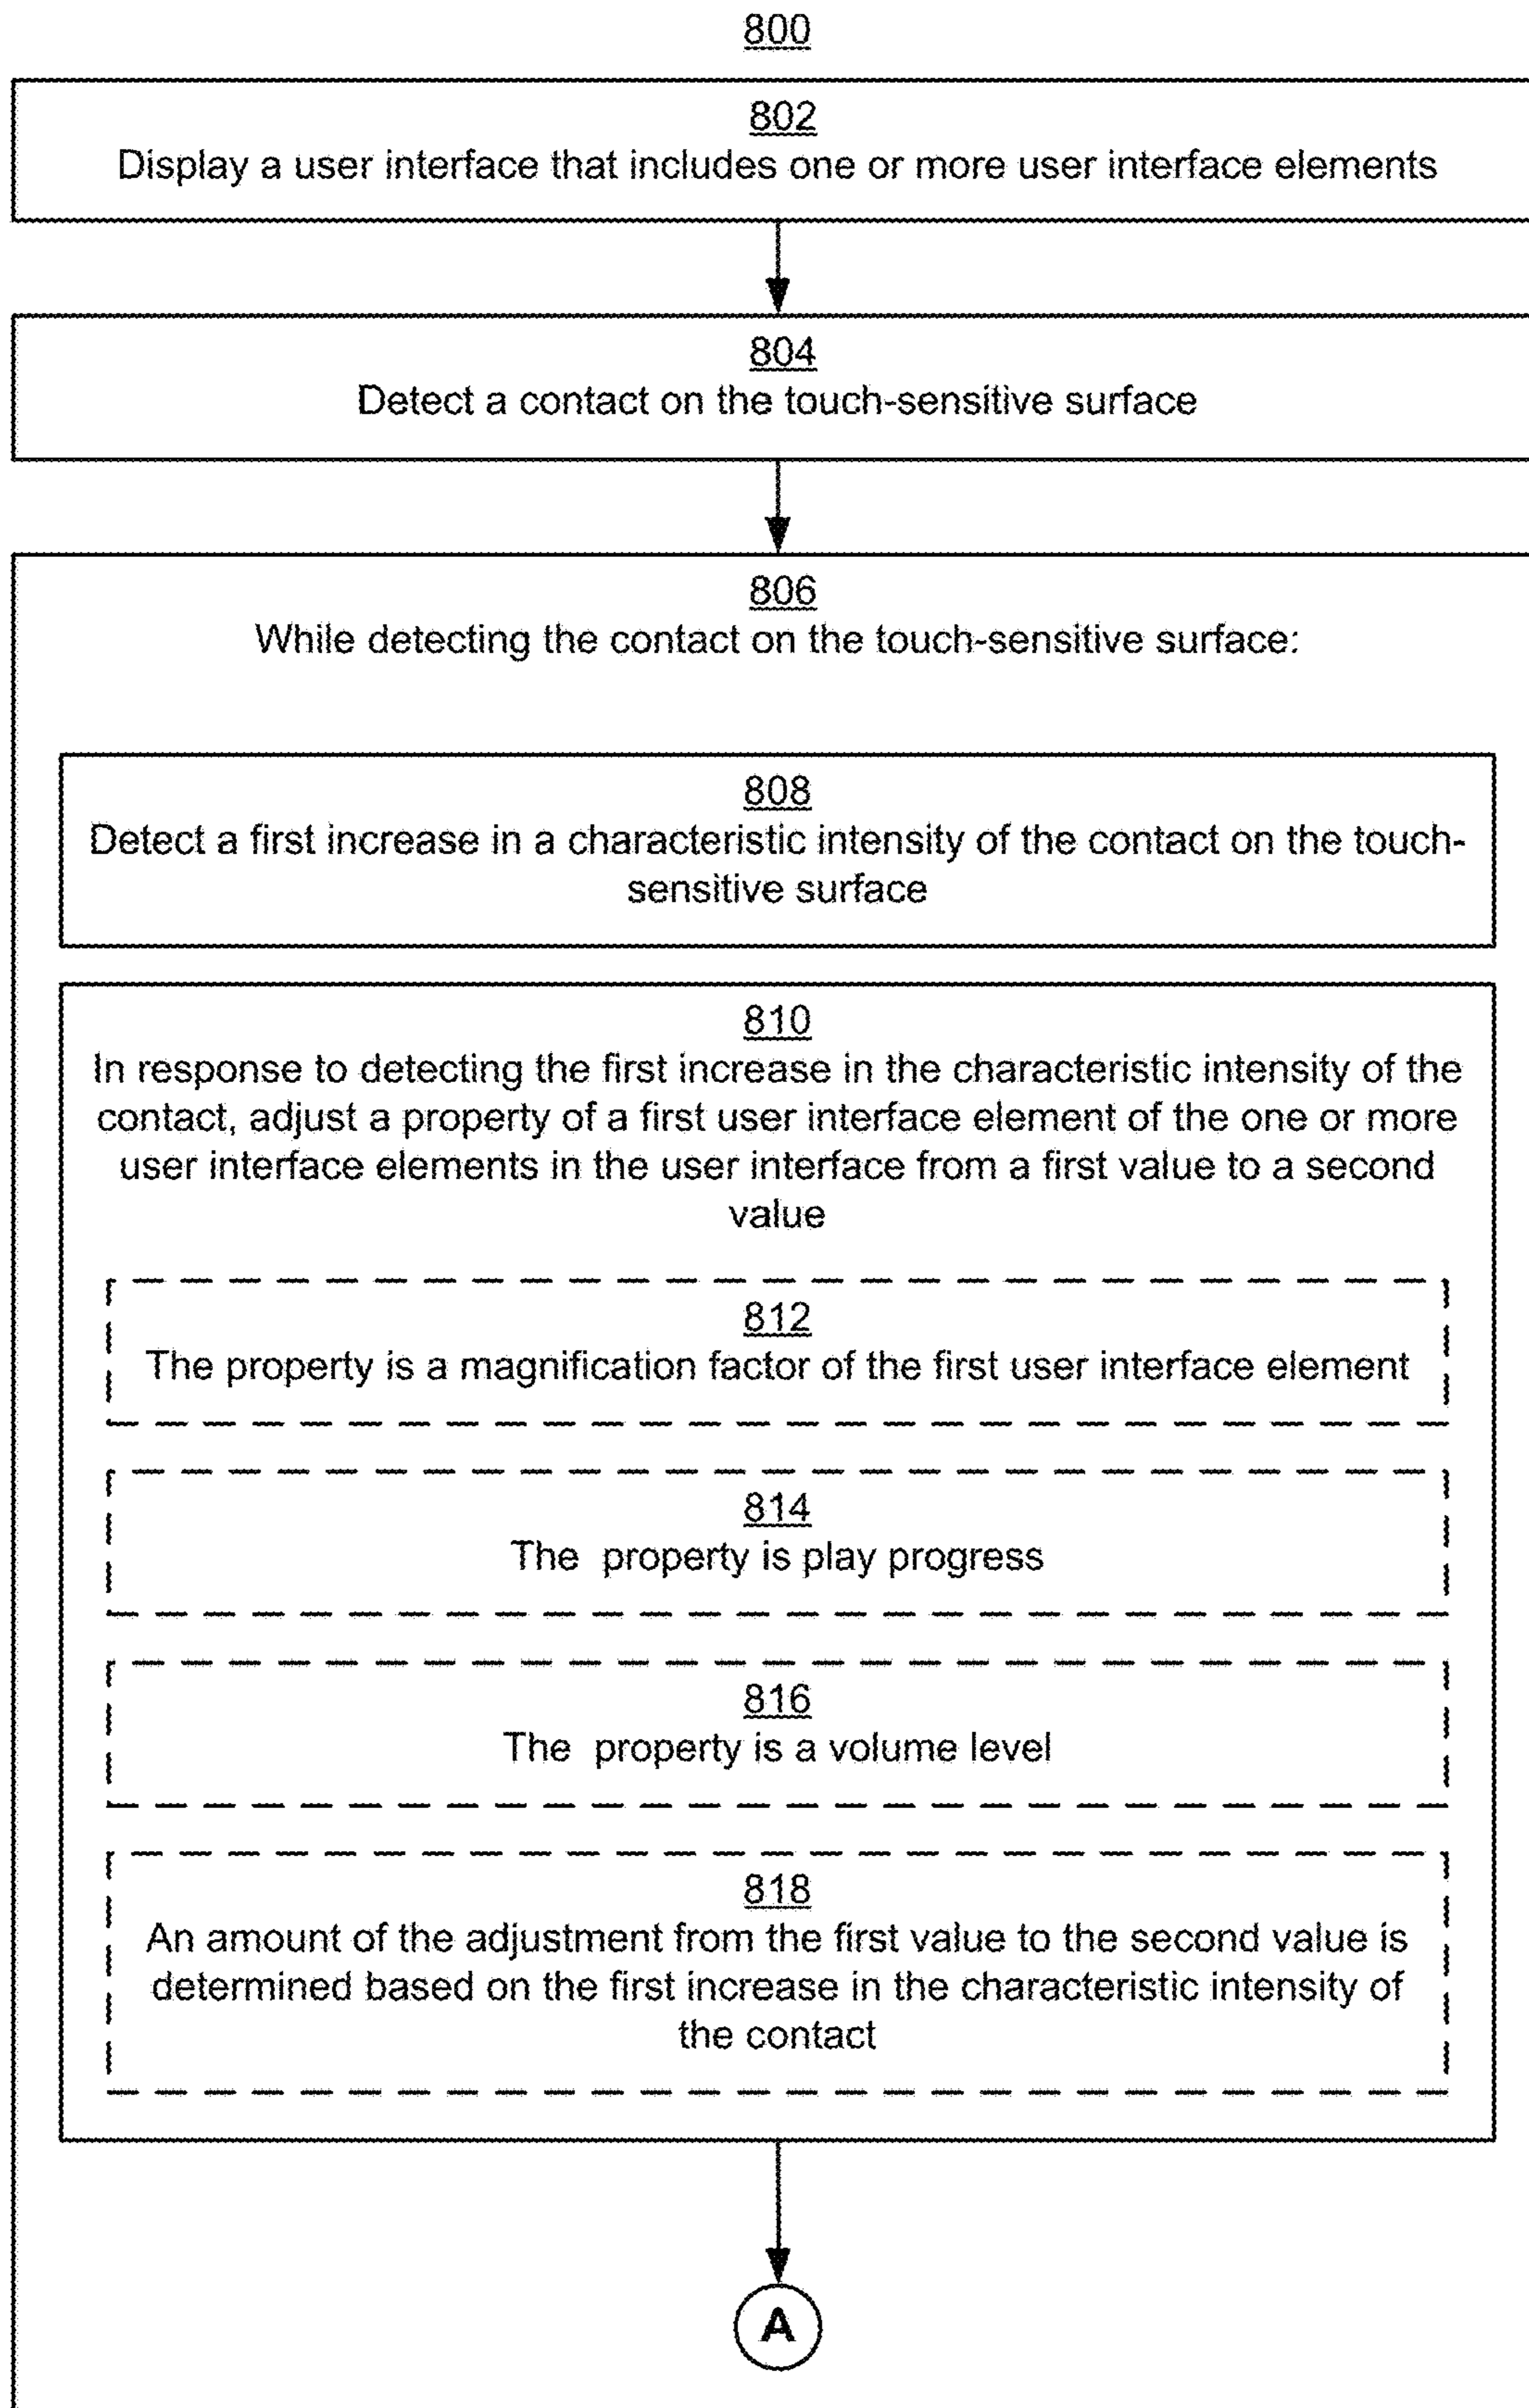 800
802
Display a user interface that includes one or more user interface elements
804
Detect a contact on the touch-sensitive surface
806
While detecting the contact on the touch-sensitive surface:
808
Detect a first increase in a characteristic intensity of the contact on the touch-
sensitive surface
810
In response to detecting the first increase in the characteristic intensity of the
contact, adjust a property of a first user interface element of the one or more
user interface elements in the user interface from a first value to a second
value
812
The property is a magnification factor of the first user interface element
814
The property is play progress
816
The property is a volume level
818
An amount of the adjustment from the first value to the second value is
determined based on the first increase in the characteristic intensity of
the contact
A